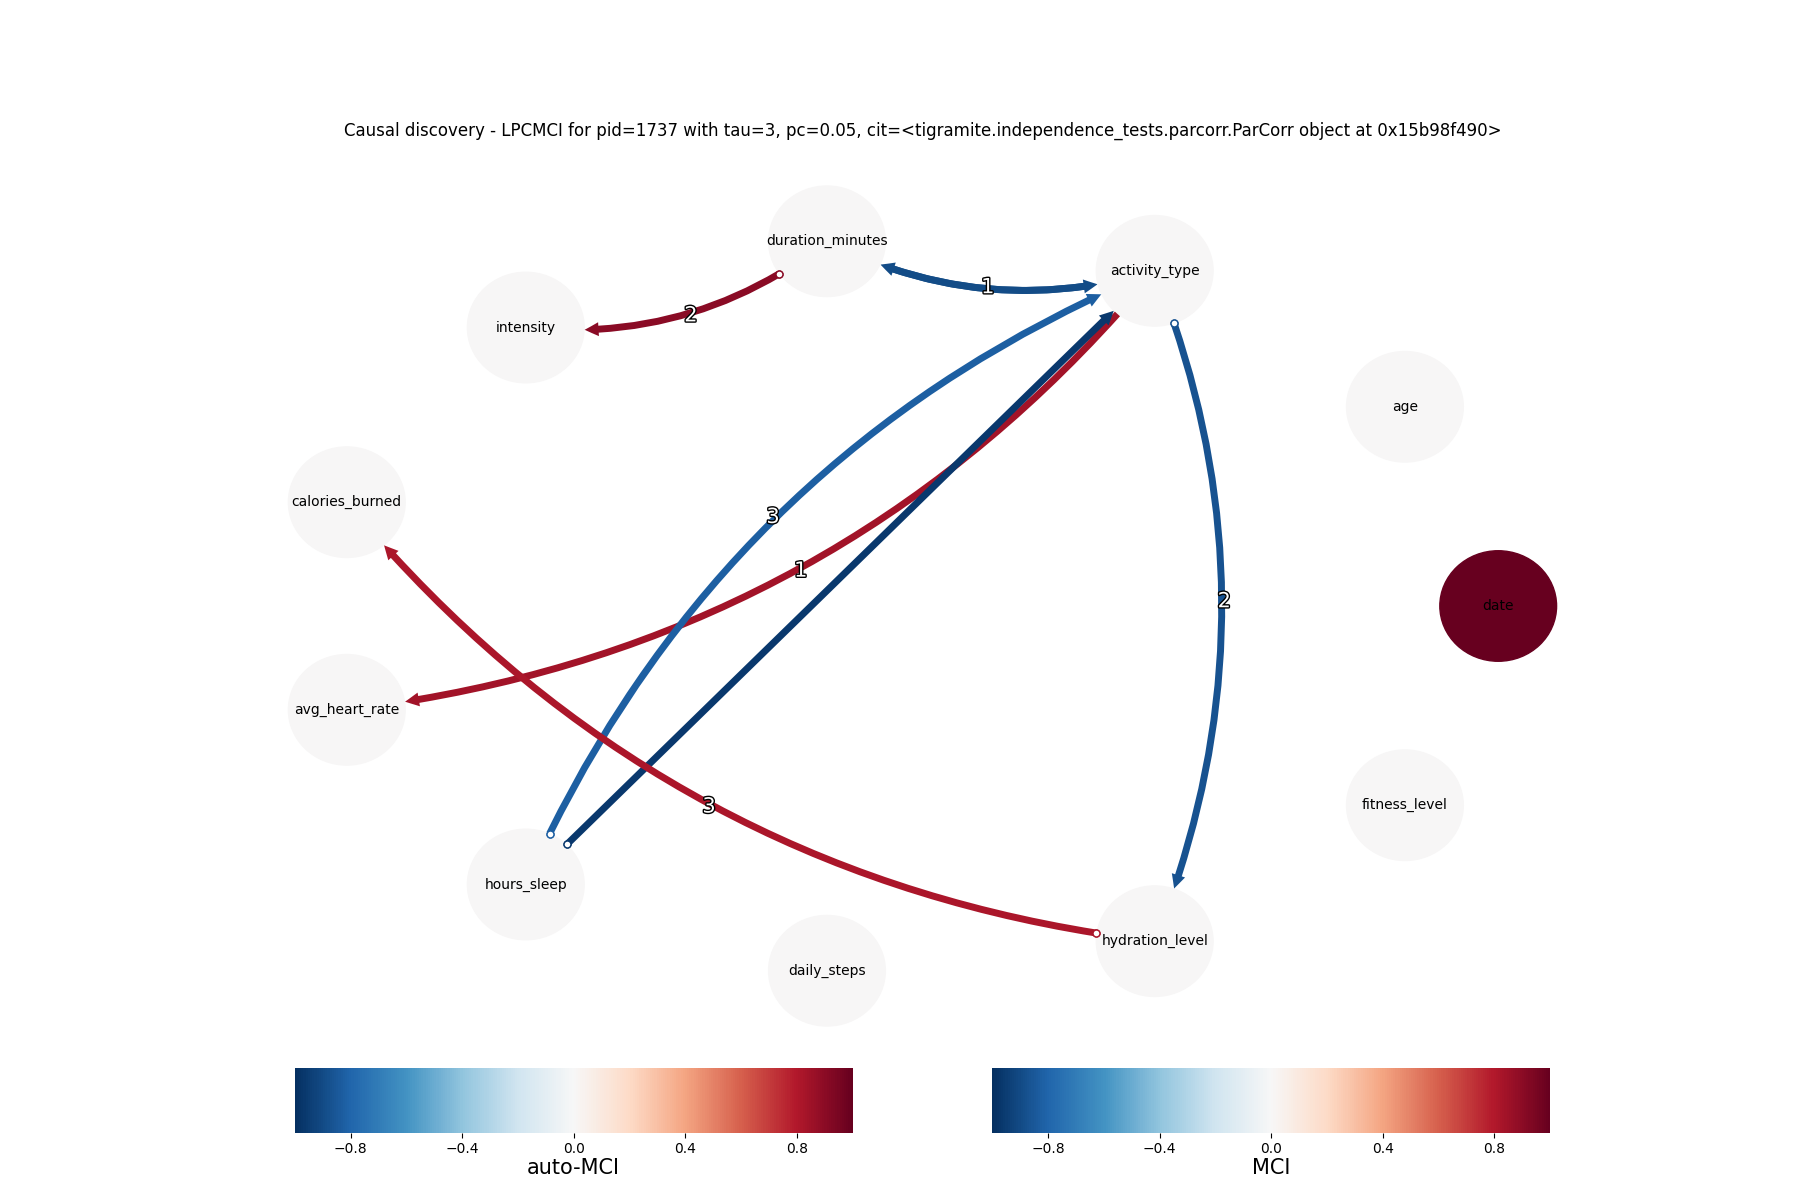 Causal discovery - LPCMCI for pid=1737 with tau=3, pc=0.05, cit=<tigramite.independence_tests.parcorr.ParCorr object at 0x15b98f490>
duration_minutes
activity_type
1
2
intensity
age
calories_burned
3
1
2
date
avg_heart_rate
3
fitness_level
hours_sleep
hydration_level
daily_steps
−0.8 −0.4 0.0 0.4 0.8
auto-MCI
−0.8 −0.4 0.0 0.4 0.8
MCI